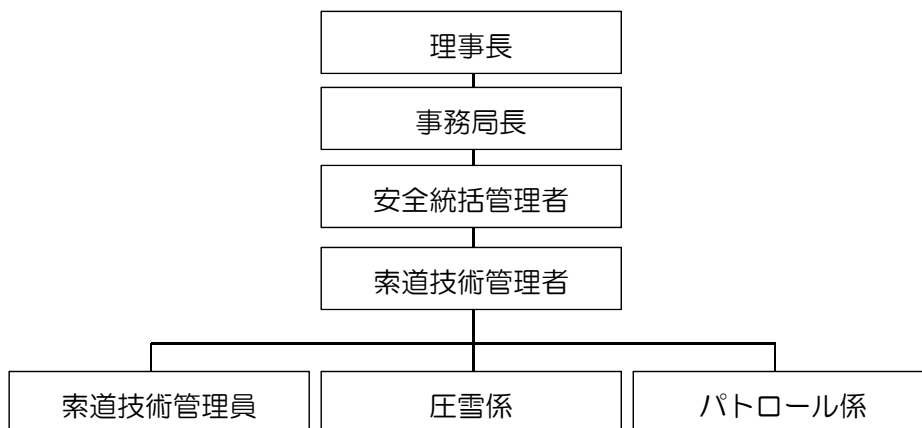 理事長
事務局長
安全統括管理者
索道技術管理者
索道技術管理員
圧雪係
パトロール係